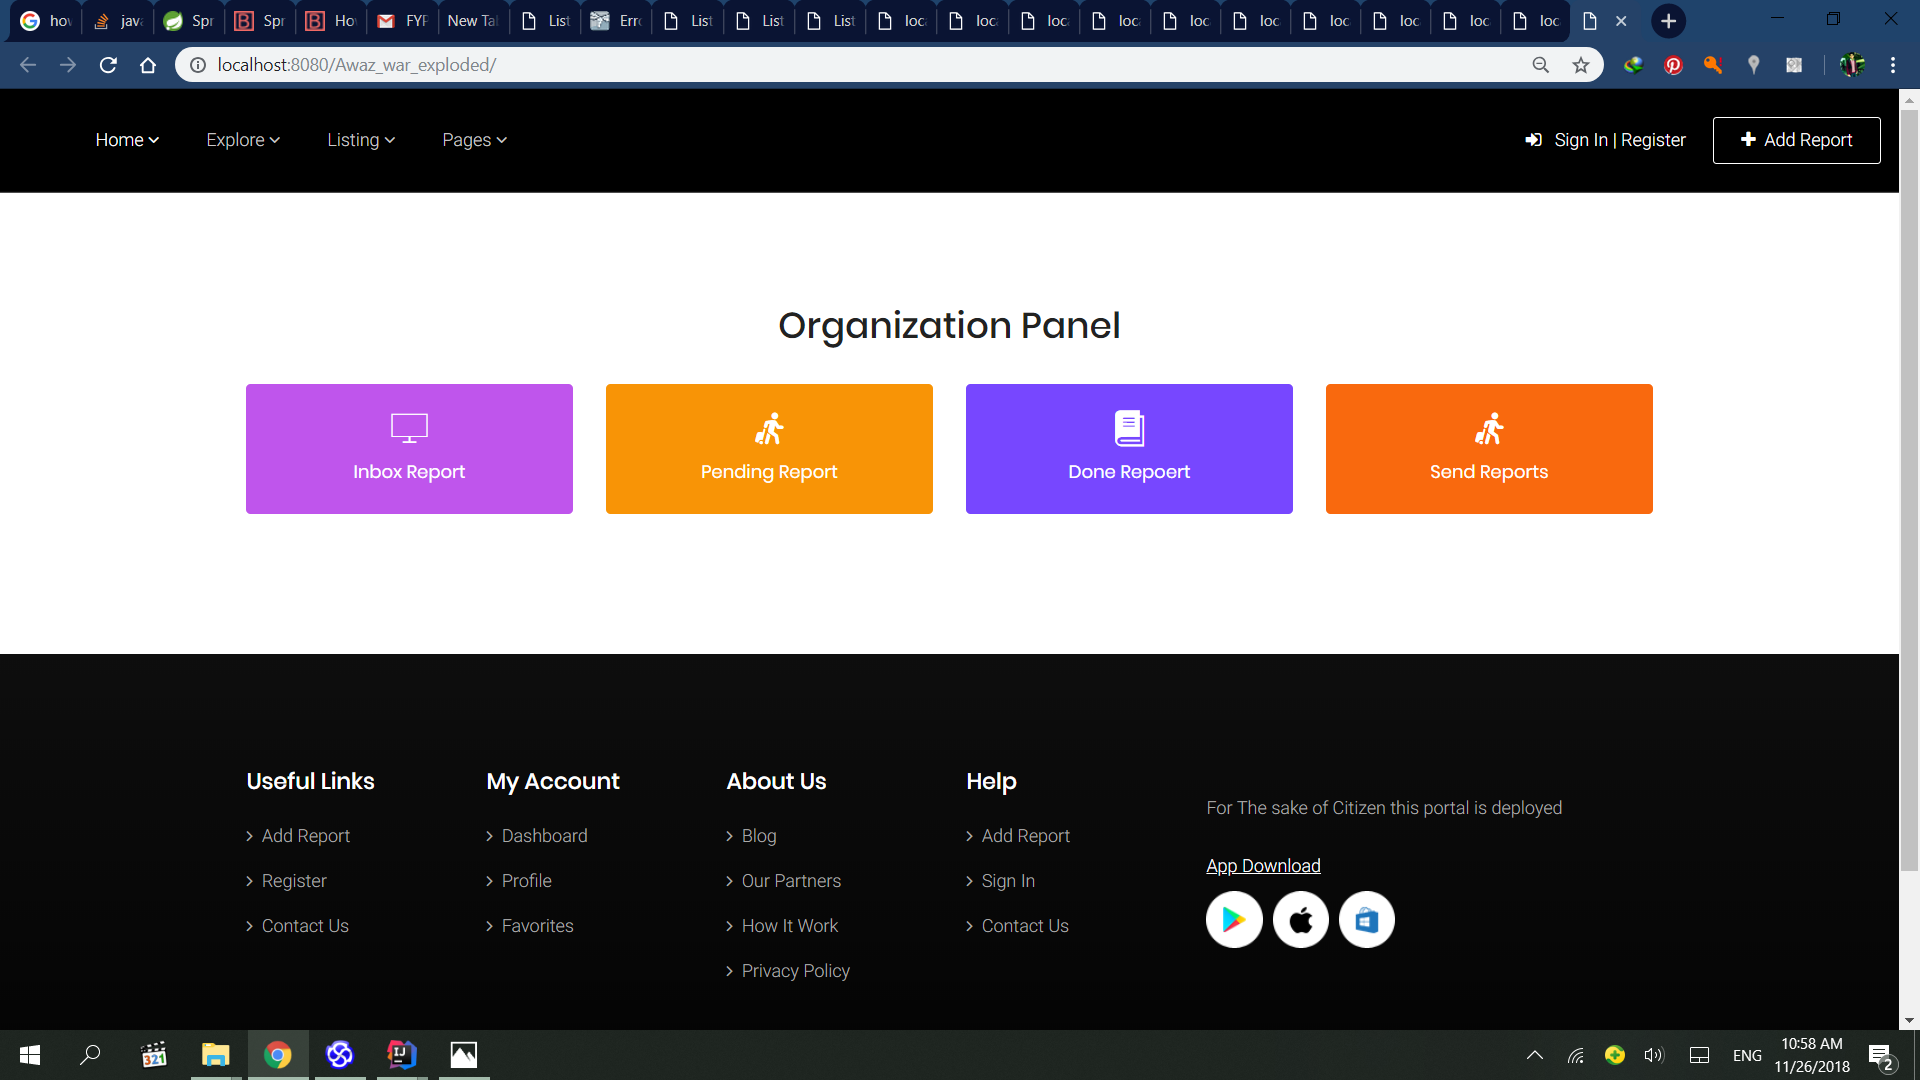 how java Spr Spr How FYP New Tab List Erro List List List loca loca loca loca loca loca loca loca loca loca
localhost:8080/Awaz_war_exploded/
Home Explore Listing Pages Sign In | Register Add Report
Organization Panel
Inbox Report Pending Report Done Repoert Send Reports
Useful Links My Account About Us Help
For The sake of Citizen this portal is deployed
Add Report Dashboard Blog Add Report
App Download
Register Profile Our Partners Sign In
Contact Us Favorites How It Work Contact Us
Privacy Policy
321 IJ ENG 10:58 AM
11/26/2018 2